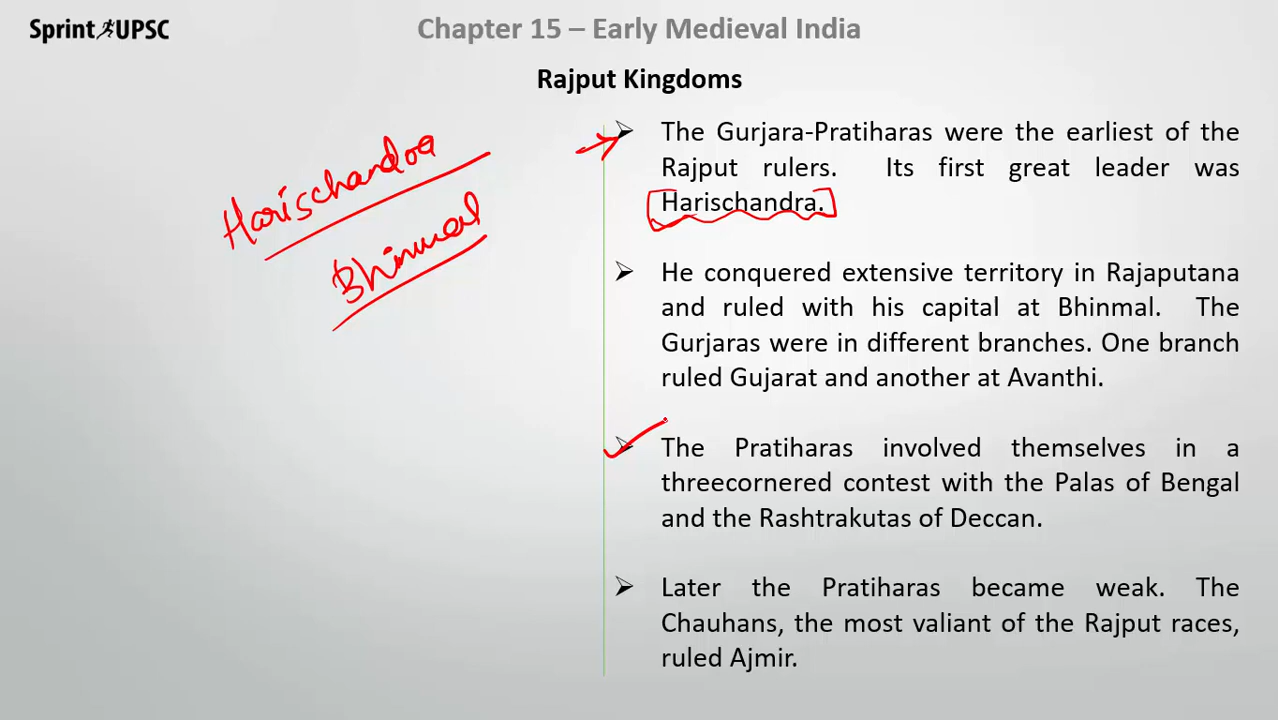 Sprint UPSC
Chapter 15 – Early Medieval India
Rajput Kingdoms
Harischandra
Bhinmal
The Gurjara-Pratiharas were the earliest of the
Rajput rulers. Its first great leader was
Harischandra.
He conquered extensive territory in Rajaputana
and ruled with his capital at Bhinmal. The
Gurjaras were in different branches. One branch
ruled Gujarat and another at Avanthi.
The Pratiharas involved themselves in a
threecornered contest with the Palas of Bengal
and the Rashtrakutas of Deccan.
Later the Pratiharas became weak. The
Chauhans, the most valiant of the Rajput races,
ruled Ajmir.